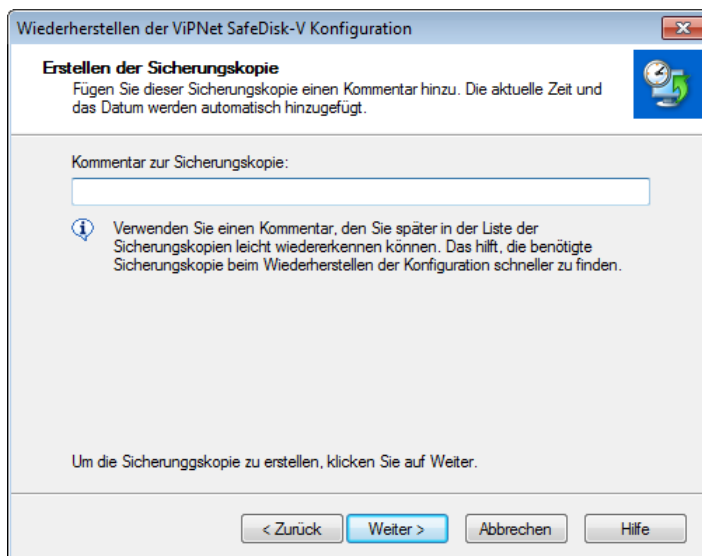 Wiederherstellen der ViPNet SafeDisk-V Konfiguration
Erstellen der Sicherungskopie
Fügen Sie dieser Sicherungskopie einen Kommentar hinzu. Die aktuelle Zeit und
das Datum werden automatisch hinzugefügt.
Kommentar zur Sicherungskopie:
Verwenden Sie einen Kommentar, den Sie später in der Liste der
Sicherungskopien leicht wiedererkennen können. Das hilft, die benötigte
Sicherungskopie beim Wiederherstellen der Konfiguration schneller zu finden.
Um die Sicherunggskopie zu erstellen, klicken Sie auf Weiter.
< Zurück Weiter > Abbrechen Hilfe